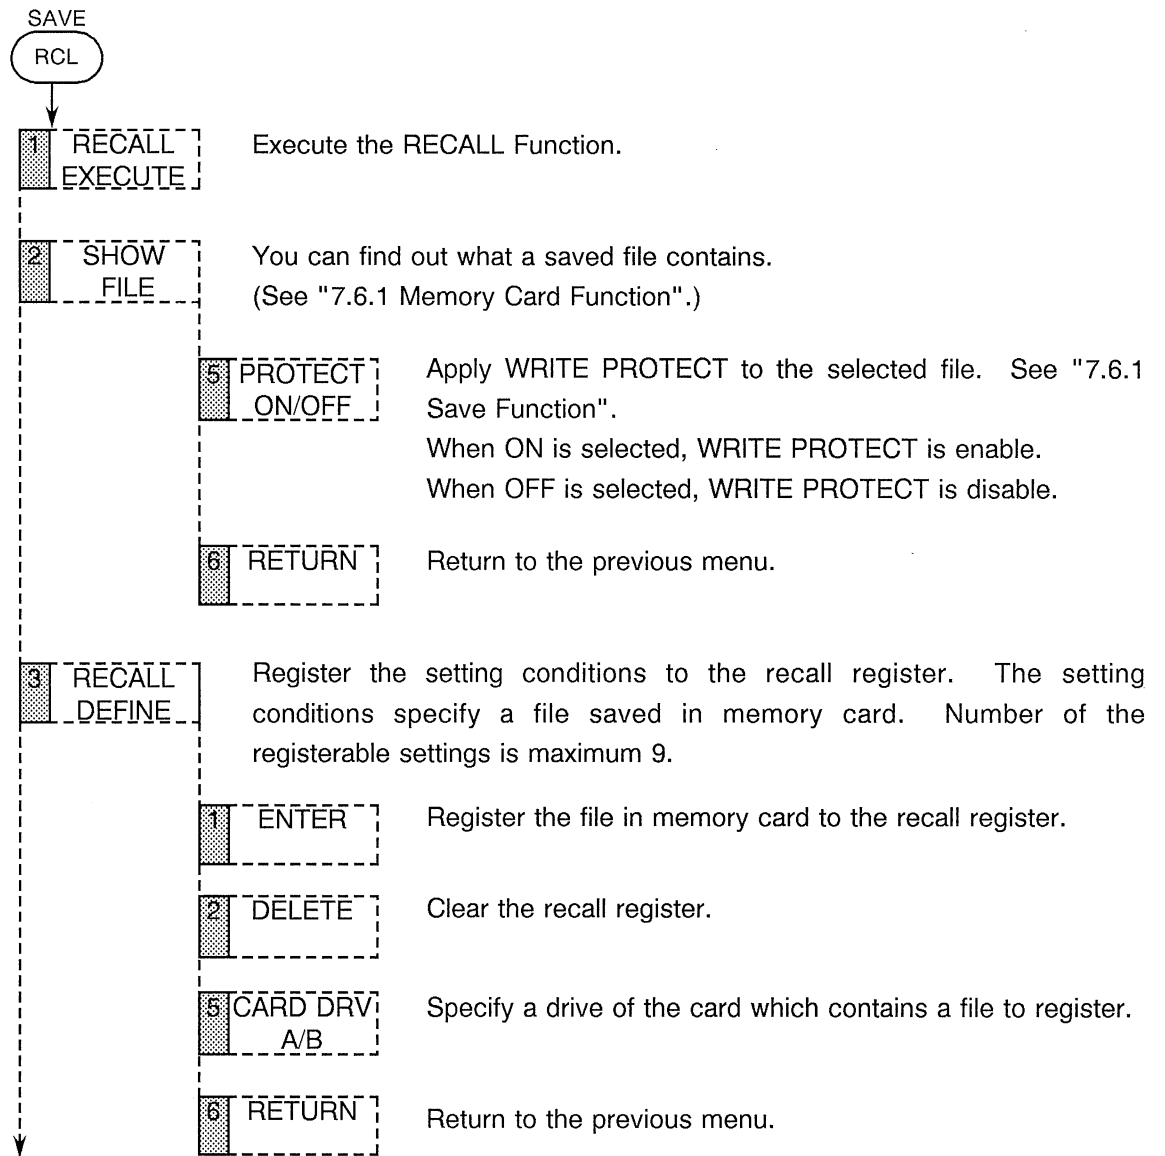 SAVE
RCL
1 RECALL
EXECUTE
Execute the RECALL Function.
2 SHOW
FILE
You can find out what a saved file contains.
(See "7.6.1 Memory Card Function".)
5 PROTECT
ON/OFF
Apply WRITE PROTECT to the selected file. See "7.6.1
Save Function".
When ON is selected, WRITE PROTECT is enable.
When OFF is selected, WRITE PROTECT is disable.
6 RETURN
Return to the previous menu.
3 RECALL
DEFINE
Register the setting conditions to the recall register. The setting
conditions specify a file saved in memory card. Number of the
registerable settings is maximum 9.
1 ENTER
Register the file in memory card to the recall register.
2 DELETE
Clear the recall register.
5 CARD DRV
A/B
Specify a drive of the card which contains a file to register.
6 RETURN
Return to the previous menu.